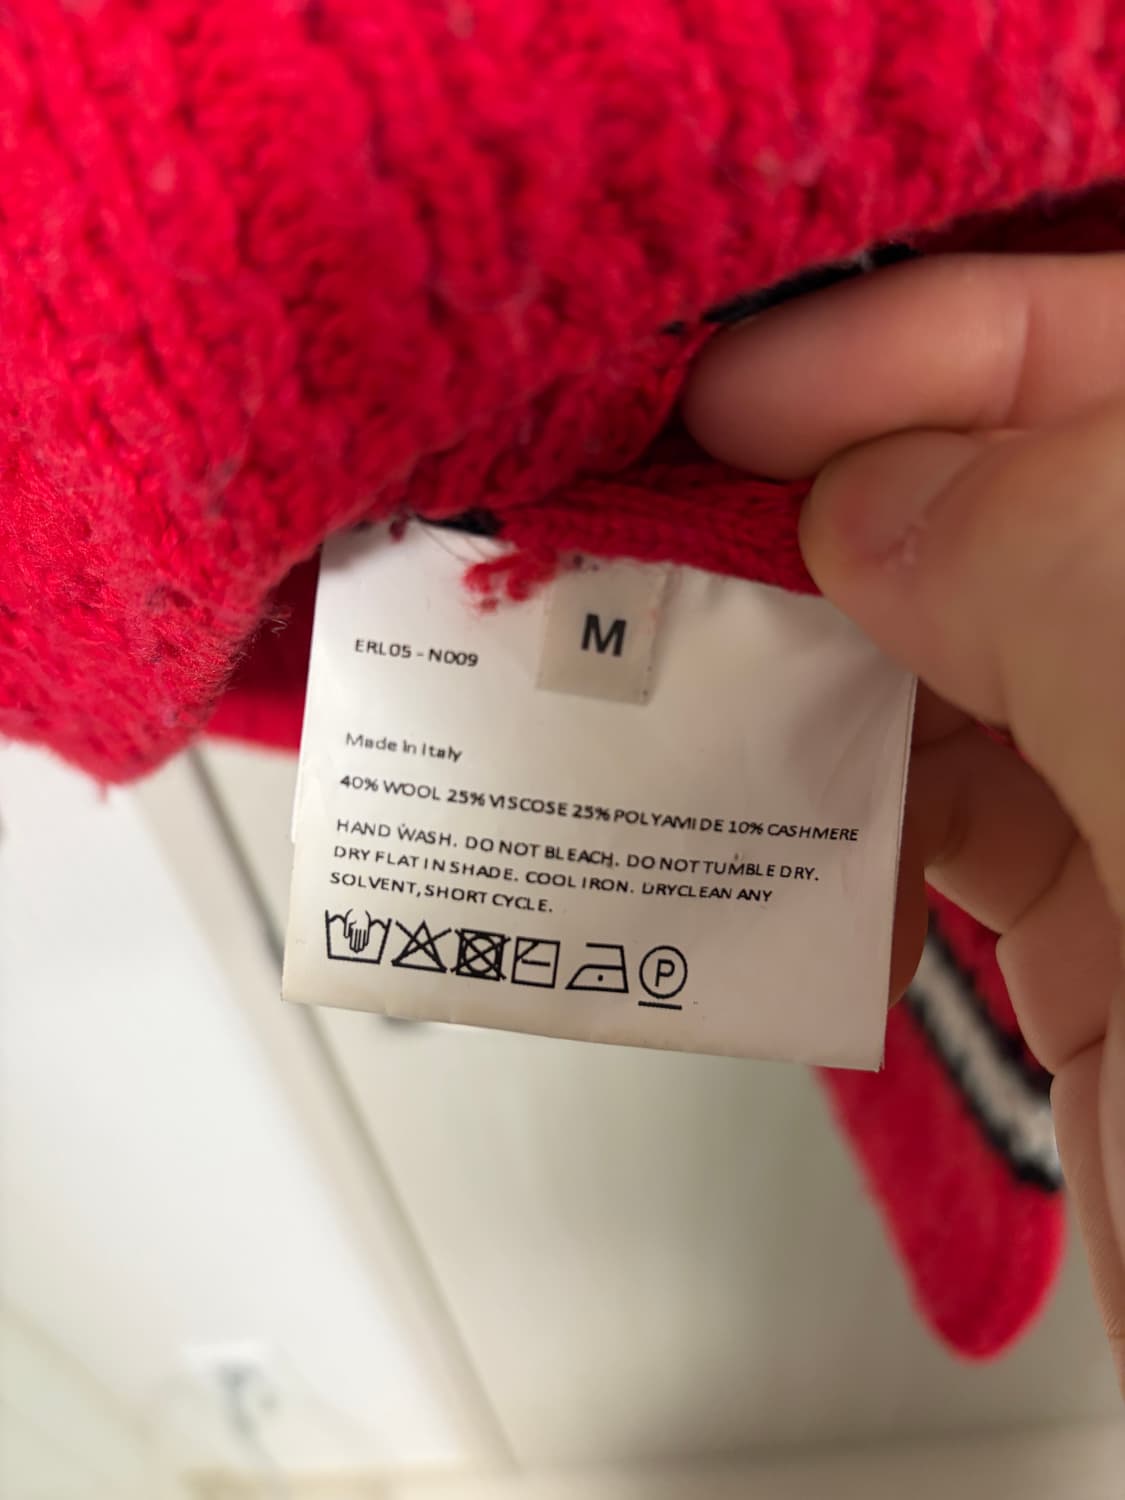 M
ERL05 - N009
Made in Italy
40% WOOL 25% VISCOSE 25% POLYAMIDE 10% CASHMERE
HAND WASH. DO NOT BLEACH. DO NOT TUMBLE DRY.
DRY FLAT IN SHADE. COOL IRON. DRYCLEAN ANY
SOLVENT, SHORT CYCLE.
P